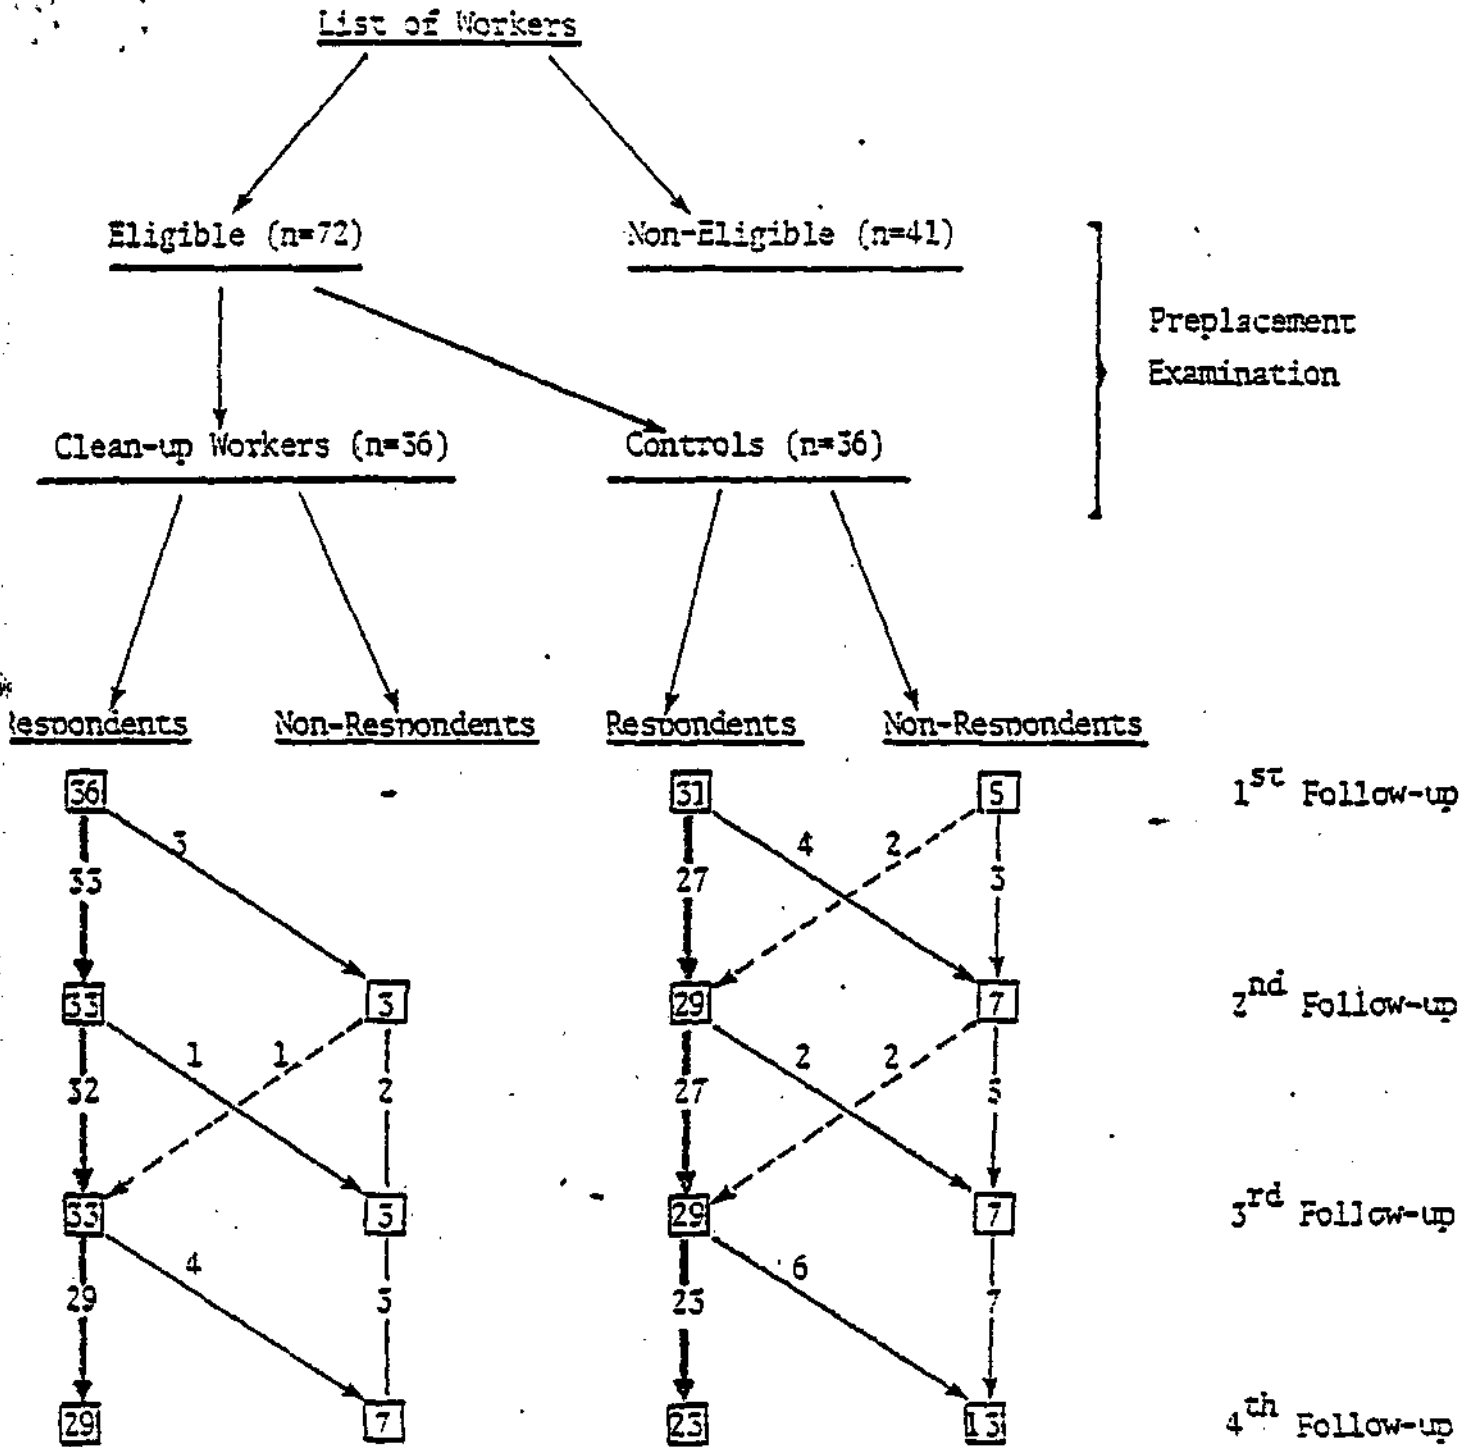 List of Workers
Eligible (n=72) Non-Eligible (n=41)
Preplacement
Examination
Clean-up Workers (n=36) Controls (n=36)
Respondents Non-Respondents Respondents Non-Respondents
36 - 31 5 1st Follow-up
3 4 2
33 27 3
33 3 29 7 2nd Follow-up
1 1 2 2
32 2 27 5
33 3 29 7 3rd Follow-up
4 6
29 3 23 7
29 7 23 13 4th Follow-up